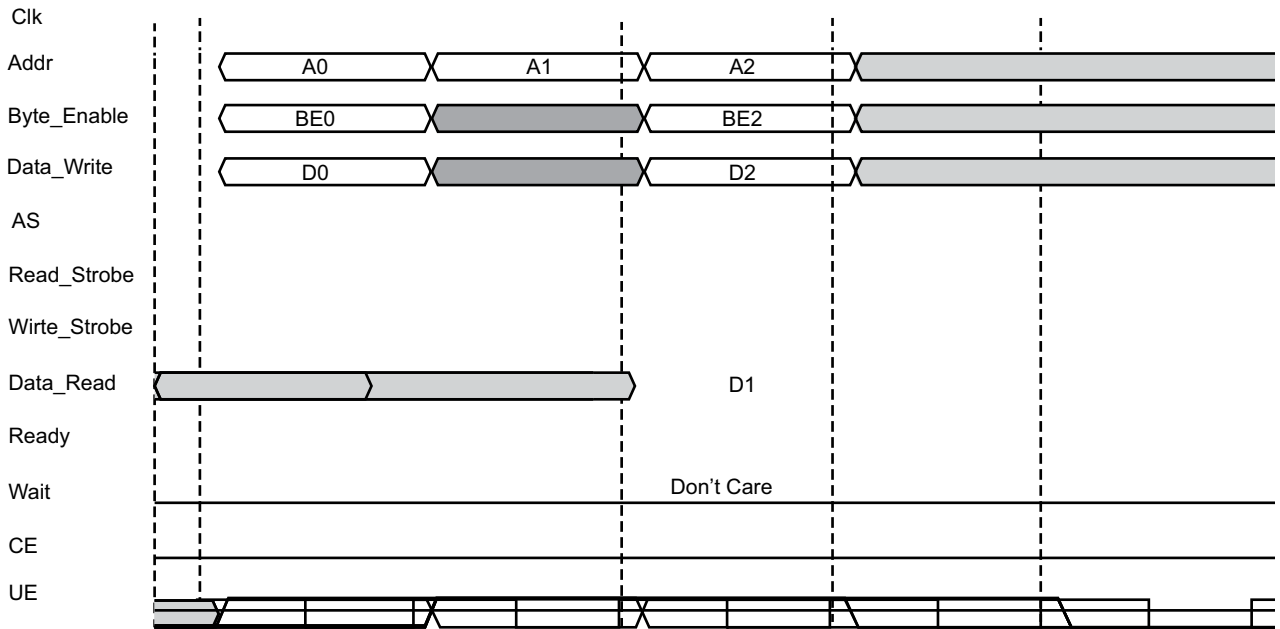 Clk
Addr A0 A1 A2
Byte_Enable BE0 BE2
Data_Write D0 D2
AS
Read_Strobe
Wirte_Strobe
Data_Read D1
Ready
Wait Don't Care
CE
UE